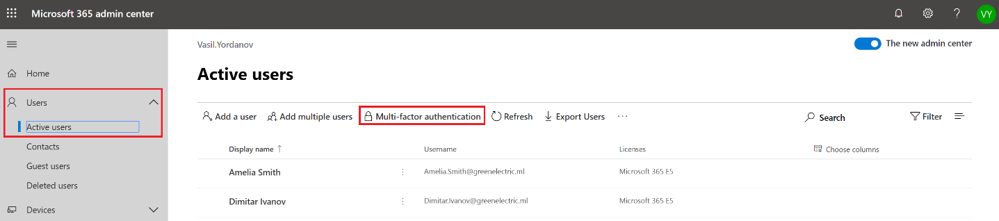 Microsoft 365 admin center
? VY
Vasil.Yordanov
The new admin center
Home
Active users
Users
Add a user Add multiple users Multi-factor authentication Refresh Export Users ... Search Filter
Active users
Contacts
Display name ↑ Username Licenses Choose columns
Guest users
Amelia Smith Amelia.Smith@greenelectric.ml Microsoft 365 E5
Deleted users
Dimitar Ivanov Dimitar.Ivanov@greenelectric.ml Microsoft 365 E5
Devices